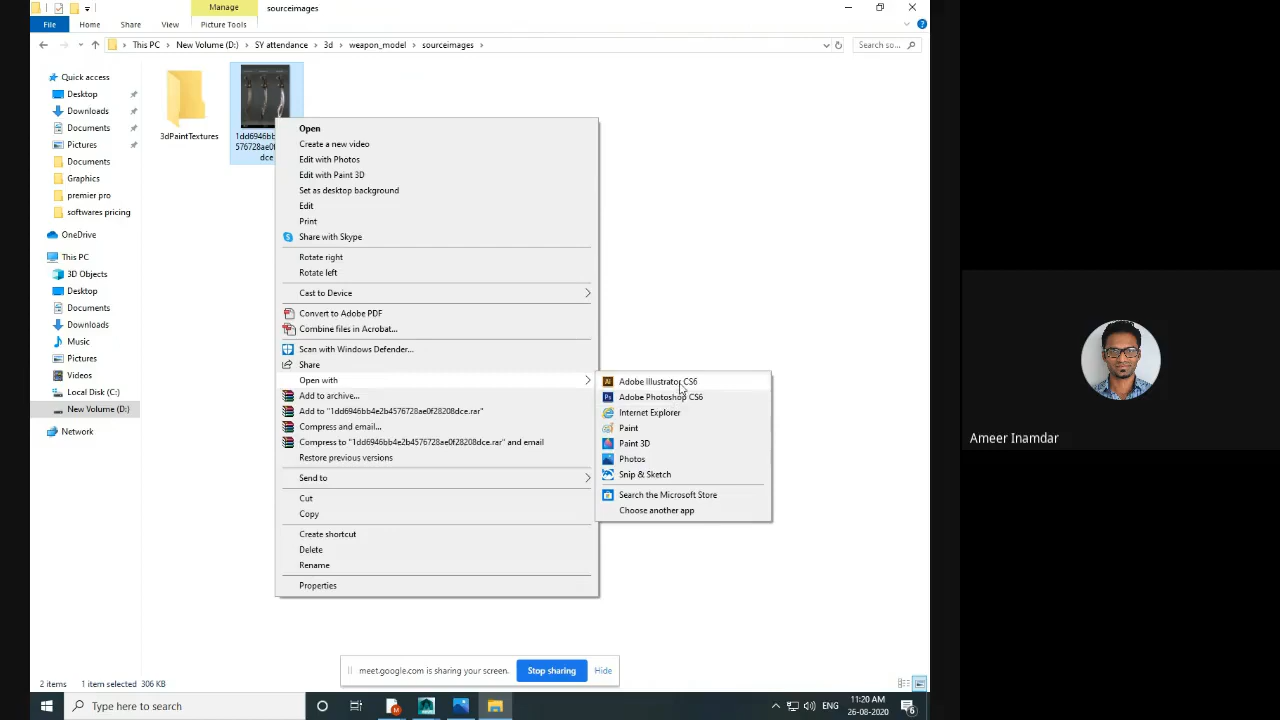 Manage
sourceimages
File
Home
Share
View
Picture Tools
This PC
New Volume (D:)
SY attendance
3d
weapon_model
sourceimages
Search so...
Quick access
Desktop
Downloads
Documents
Pictures
Documents
Graphics
premier pro
softwares pricing
OneDrive
This PC
3D Objects
Desktop
Documents
Downloads
Music
Pictures
Videos
Local Disk (C:)
New Volume (D:)
Network
3dPaintTextures
1dd6946bb
576728ae0f
dce
Open
Create a new video
Edit with Photos
Edit with Paint 3D
Set as desktop background
Edit
Print
Share with Skype
Rotate right
Rotate left
Cast to Device
Convert to Adobe PDF
Combine files in Acrobat...
Scan with Windows Defender...
Share
Open with
Add to archive...
Add to "1dd6946bb4e2b4576728ae0f28208dce.rar"
Compress and email...
Compress to "1dd6946bb4e2b4576728ae0f28208dce.rar" and email
Restore previous versions
Send to
Cut
Copy
Create shortcut
Delete
Rename
Properties
Adobe Illustrator CS6
Adobe Photoshop CS6
Internet Explorer
Paint
Paint 3D
Photos
Snip & Sketch
Search the Microsoft Store
Choose another app
Ameer Inamdar
meet.google.com is sharing your screen.
Stop sharing
Hide
2 items
1 item selected 306 KB
Type here to search
ENG
11:20 AM
26-08-2020
6